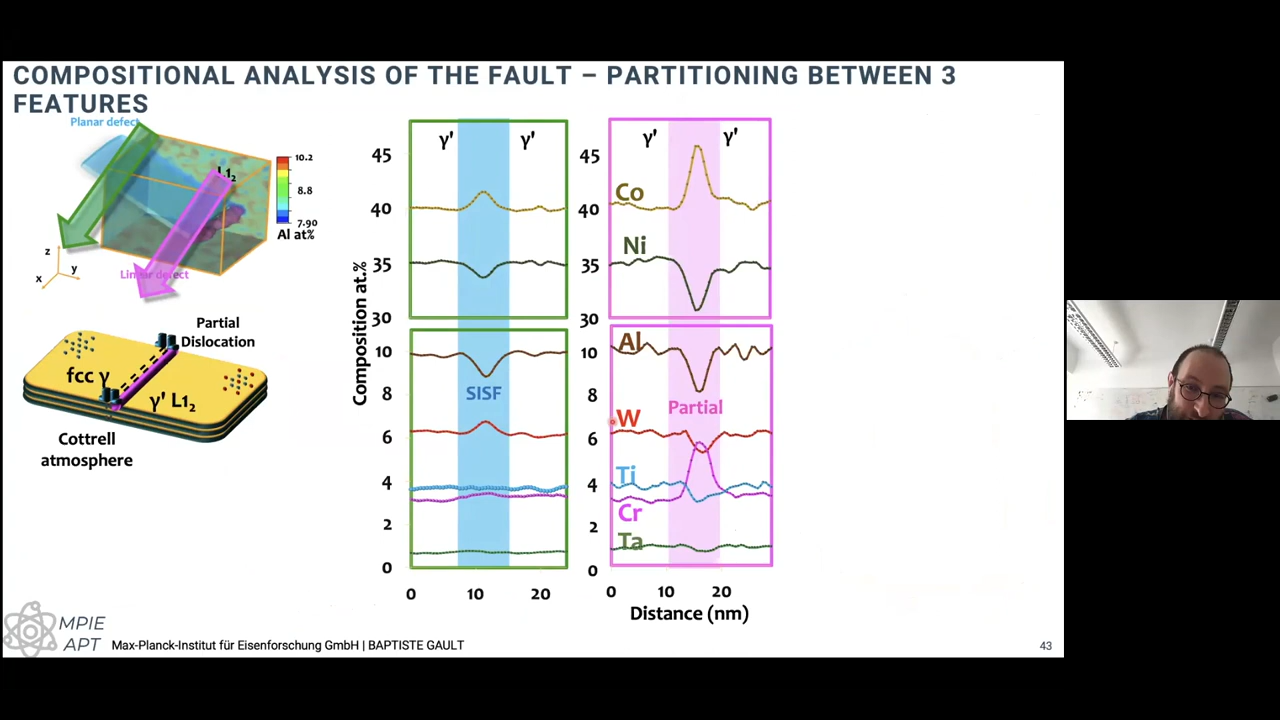 COMPOSITIONAL ANALYSIS OF THE FAULT – PARTITIONING BETWEEN 3
FEATURES
Planar defect
L1₂
10.2
8.8
7.90
Al at%
z
y
x
Linear defect
Partial
Dislocation
fcc γ
γ' L1₂
Cottrell
atmosphere
Composition at.%
γ' γ'
45
40
35
30
10
8
6
4
2
0
SISF
0 10 20
γ' γ'
45
40
35
30
Co
Ni
10
8
6
4
2
0
Al
Partial
W
Ti
Cr
Ta
0 10 20
Distance (nm)
MPIE
APT
Max-Planck-Institut für Eisenforschung GmbH | BAPTISTE GAULT
43